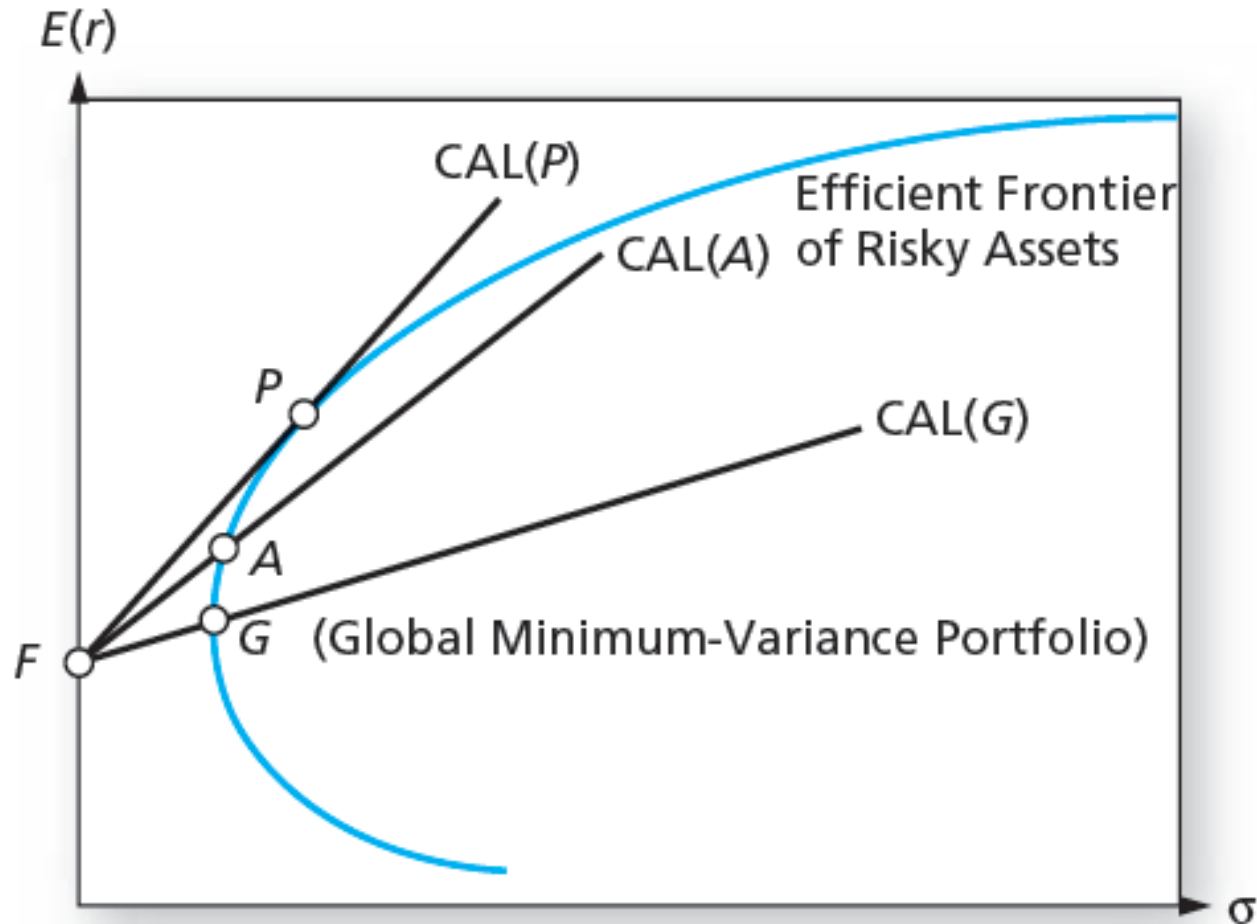 E(r)
CAL(P)
Efficient Frontier
of Risky Assets
CAL(A)
P
CAL(G)
A
G (Global Minimum-Variance Portfolio)
F
σ